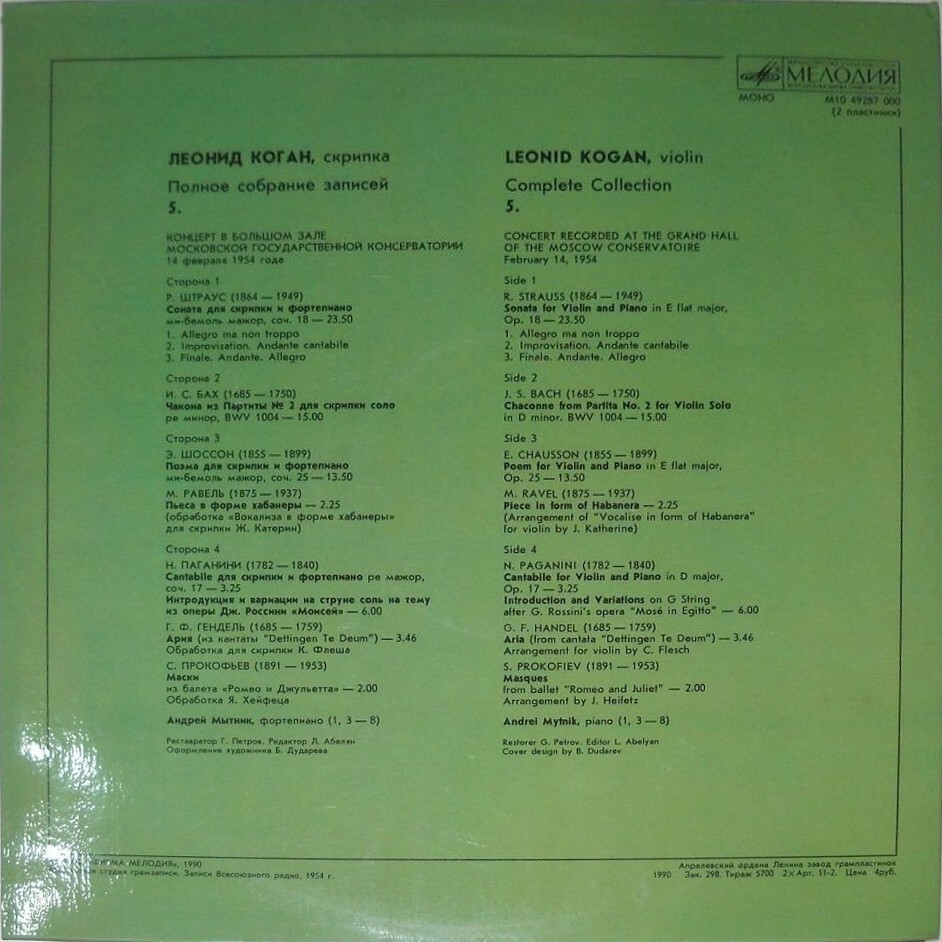 МЕЛОДИЯ
МОНО
М10 49287 000
(2 пластинки)
ЛЕОНИД КОГАН, скрипка
Полное собрание записей
5.
КОНЦЕРТ В БОЛЬШОМ ЗАЛЕ
МОСКОВСКОЙ ГОСУДАРСТВЕННОЙ КОНСЕРВАТОРИИ
14 февраля 1954 года
Сторона 1
Р. ШТРАУС (1864 — 1949)
Соната для скрипки и фортепиано
ми-бемоль мажор, соч. 18 — 23.50
1. Allegro ma non troppo
2. Improvisation. Andante cantabile
3. Finale. Andante. Allegro
Сторона 2
И. С. БАХ (1685 — 1750)
Чакона из Партиты № 2 для скрипки соло
ре минор, BWV 1004 — 15.00
Сторона 3
Э. ШОССОН (1855 — 1899)
Поэма для скрипки и фортепиано
ми-бемоль мажор, соч. 25 — 13.50
М. РАВЕЛЬ (1875 — 1937)
Пьеса в форме хабанеры — 2.25
(обработка «Вокализа в форме хабанеры»
для скрипки Ж. Катерин)
Сторона 4
Н. ПАГАНИНИ (1782 — 1840)
Cantabile для скрипки и фортепиано ре мажор,
соч. 17 — 3.25
Интродукция и вариации на струне соль на тему
из оперы Дж. Россини «Моисей» — 6.00
Г. Ф. ГЕНДЕЛЬ (1685 — 1759)
Ария (из кантаты "Dettingen Te Deum") — 3.46
Обработка для скрипки К. Флеша
С. ПРОКОФЬЕВ (1891 — 1953)
Маски
из балета «Ромео и Джульетта» — 2.00
Обработка Я. Хейфеца
Андрей Мытник, фортепиано (1, 3 — 8)
Реставратор Г. Петров. Редактор Л. Абелян
Оформление художника Б. Дударева
LEONID KOGAN, violin
Complete Collection
5.
CONCERT RECORDED AT THE GRAND HALL
OF THE MOSCOW CONSERVATOIRE
February 14, 1954
Side 1
R. STRAUSS (1864 — 1949)
Sonata for Violin and Piano in E flat major,
Op. 18 — 23.50
1. Allegro ma non troppo
2. Improvisation. Andante cantabile
3. Finale. Andante. Allegro
Side 2
J. S. BACH (1685 — 1750)
Chaconne from Partita No. 2 for Violin Solo
in D minor. BWV 1004 — 15.00
Side 3
E. CHAUSSON (1855 — 1899)
Poem for Violin and Piano in E flat major,
Op. 25 — 13.50
M. RAVEL (1875 — 1937)
Piece in form of Habanera — 2.25
(Arrangement of "Vocalise in form of Habanera"
for violin by J. Katherine)
Side 4
N. PAGANINI (1782 — 1840)
Cantabile for Violin and Piano in D major,
Op. 17 — 3.25
Introduction and Variations on G String
after G. Rossini's opera "Mosé in Egitto" — 6.00
G. F. HANDEL (1685 — 1759)
Aria (from cantata "Dettingen Te Deum") — 3.46
Arrangement for violin by C. Flesch
S. PROKOFIEV (1891 — 1953)
Masques
from ballet "Romeo and Juliet" — 2.00
Arrangement by J. Heifetz
Andrei Mytnik, piano (1, 3 — 8)
Restorer G. Petrov. Editor L. Abelyan
Cover design by B. Dudarev
МЕЛОДИЯ», 1990
студия грамзаписи. Записи Всесоюзного радио, 1954 г.
Апрелевский ордена Ленина завод грампластинок
1990 Зак. 298. Тираж 5700 2×Арт. 11-2. Цена 4руб.